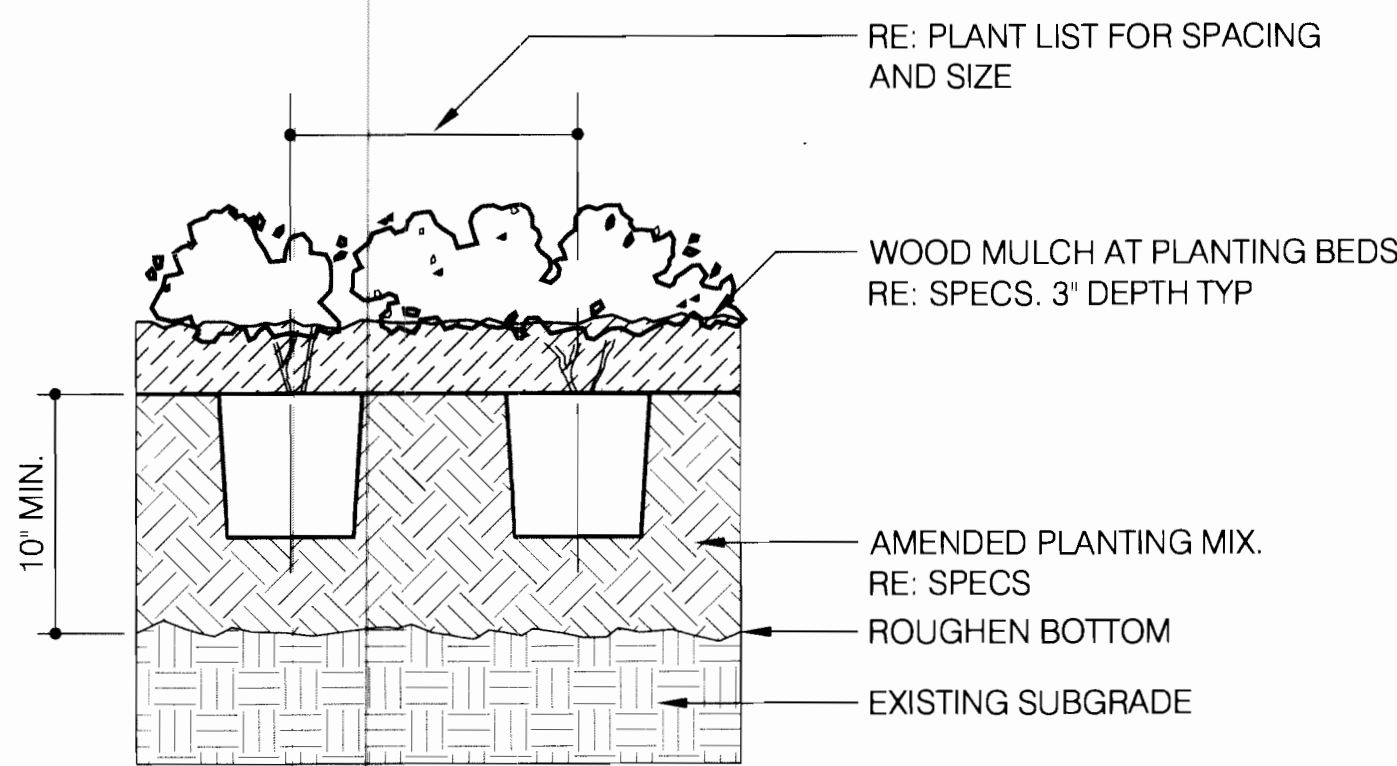 RE: PLANT LIST FOR SPACING
AND SIZE
WOOD MULCH AT PLANTING BEDS
RE: SPECS. 3" DEPTH TYP
10" MIN.
AMENDED PLANTING MIX.
RE: SPECS
ROUGHEN BOTTOM
EXISTING SUBGRADE